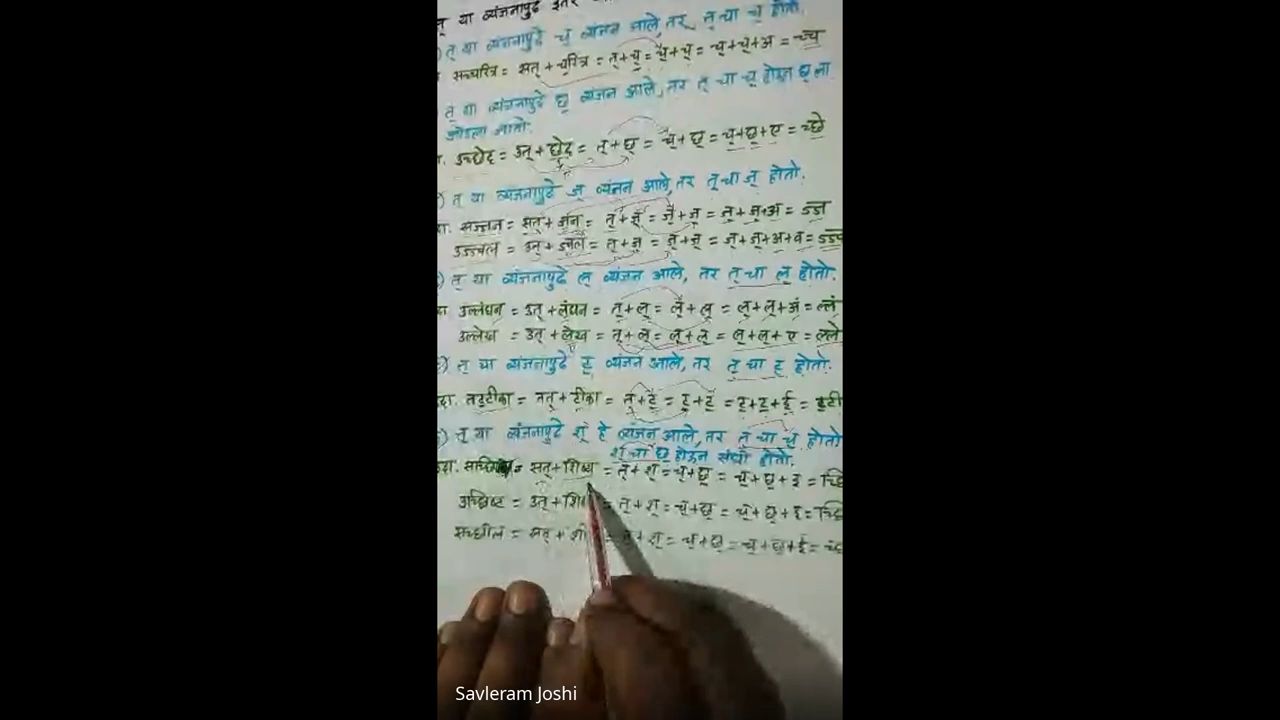 त् या व्यंजनापुढे इतर
) त् या व्यंजनापुढे च् व्यंजन आले, तर त् चा च् होतो.
सच्चरित्र = सत् + चरित्र = त् + च् = च् + च् = च् + च् + अ = च्च
त् या व्यंजनापुढे छ् व्यंजन आले, तर त् चा च् होऊन छ् ला
जोडला जातो.
. उच्छेद = उत् + छेद = त् + छ् = च् + छ् = च् + छ् + ए = च्छे
) त् या व्यंजनापुढे ज् व्यंजन आले, तर त् चा ज् होतो.
दा. सज्जन = सत् + जन = त् + ज् = ज् + ज् = ज् + ज् + अ = ज्ज
उज्ज्वल = उत् + ज्वल = त् + ज् = ज् + ज् = ज् + ज् + अ + व = ज्ज्व
) त् या व्यंजनापुढे ल् व्यंजन आले, तर त् चा ल् होतो.
दा. उल्लंघन = उत् + लंघन = त् + ल् = ल् + ल् = ल् + ल् + अं = ल्लं
उल्लेख = उत् + लेख = त् + ल् = ल् + ल् = ल् + ल् + ए = ल्ले
) त् या व्यंजनापुढे ट् व्यंजन आले, तर त् चा ट् होतो.
दा. तट्टीका = तत् + टीका = त् + ट् = ट् + ट् = ट् + ट् + ई = ट्टी
) त् या व्यंजनापुढे श् हे व्यंजन आले, तर त् चा च् होतो
श् चा छ् होऊन संधी होतो.
दा. = सत् + शिष्य = त् + श् = च् + छ् = च् + छ् + इ = च्छि
उच्छिष्ट = उत् + शि = त् + श् = च् + छ् = च् + छ् + इ = च्छि
सच्छील = सत् + शी = त् + श् = च् + छ् = च् + छ् + ई =
Savleram Joshi